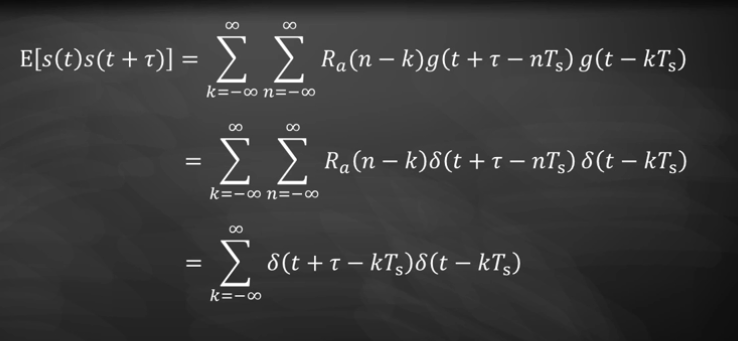 E[s(t)s(t + τ)] = ∑_{k=−∞}^{∞} ∑_{n=−∞}^{∞} R_a(n − k)g(t + τ − nT_s) g(t − kT_s)
= ∑_{k=−∞}^{∞} ∑_{n=−∞}^{∞} R_a(n − k)δ(t + τ − nT_s) δ(t − kT_s)
= ∑_{k=−∞}^{∞} δ(t + τ − kT_s)δ(t − kT_s)